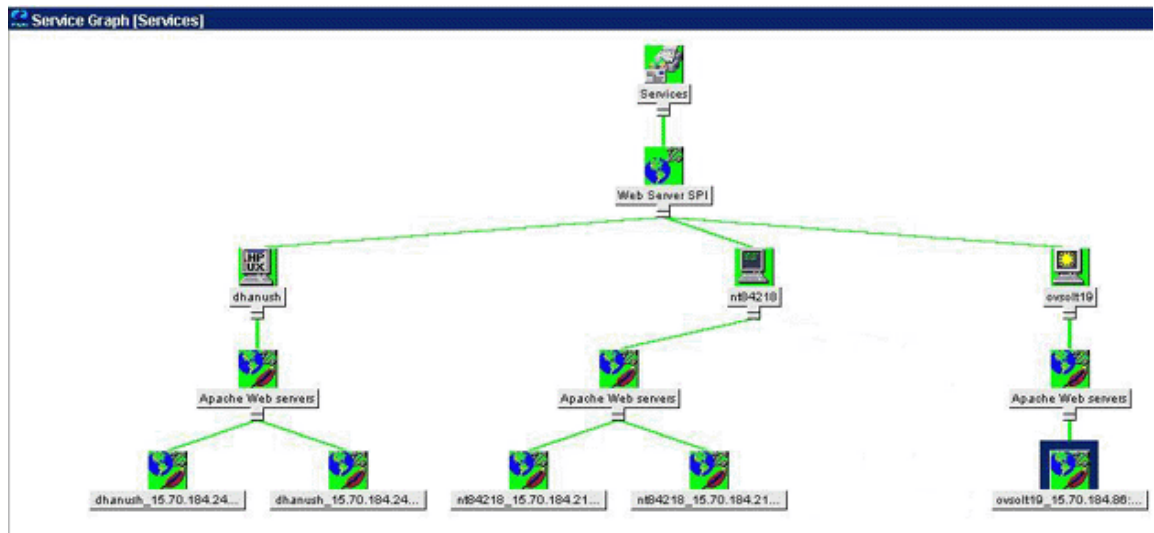 Service Graph [Services]
Services
Web Server SPI
HP
UX
dhanush
nt84218
ovsolt19
Apache Web servers
Apache Web servers
Apache Web servers
dhanush_15.70.184.24...
dhanush_15.70.184.24...
nt84218_15.70.184.21...
nt84218_15.70.184.21...
ovsolt19_15.70.184.86:...